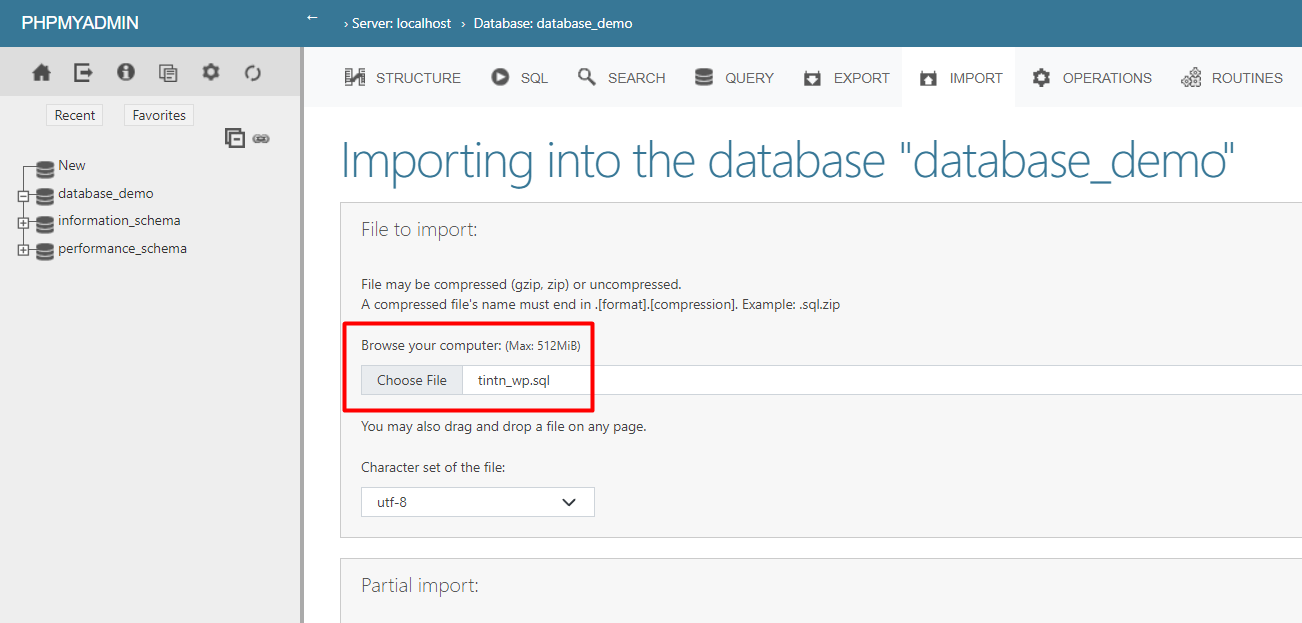 PHPMYADMIN
← › Server: localhost › Database: database_demo
Recent Favorites
New
database_demo
information_schema
performance_schema
STRUCTURE SQL SEARCH QUERY EXPORT IMPORT OPERATIONS ROUTINES
Importing into the database "database_demo"
File to import:
File may be compressed (gzip, zip) or uncompressed.
A compressed file's name must end in .[format].[compression]. Example: .sql.zip
Browse your computer: (Max: 512MiB)
Choose File tintn_wp.sql
You may also drag and drop a file on any page.
Character set of the file:
utf-8
Partial import: